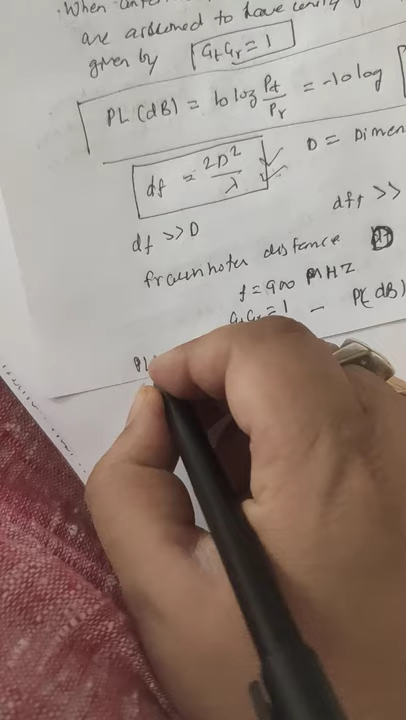 are assumed to have
given by GtGr = 1
PL (dB) = 10 log Pt/Pr = -10 log
df = 2D²/λ D = Dimen
df >> D df >>
fraunhofer distance
f = 900 MHZ
GtGr = 1 - P(dB)
Pl